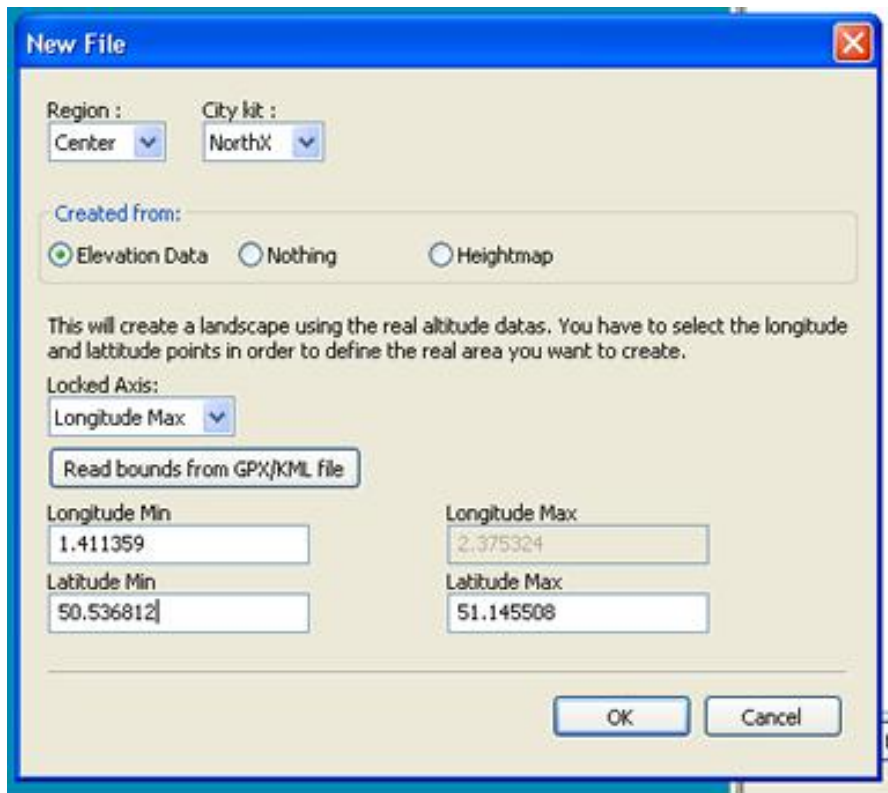 New File
Region : City kit :
Center NorthX
Created from:
Elevation Data Nothing Heightmap
This will create a landscape using the real altitude datas. You have to select the longitude
and lattitude points in order to define the real area you want to create.
Locked Axis:
Longitude Max
Read bounds from GPX/KML file
Longitude Min Longitude Max
1.411359 2.375324
Latitude Min Latitude Max
50.536812 51.145508
OK Cancel